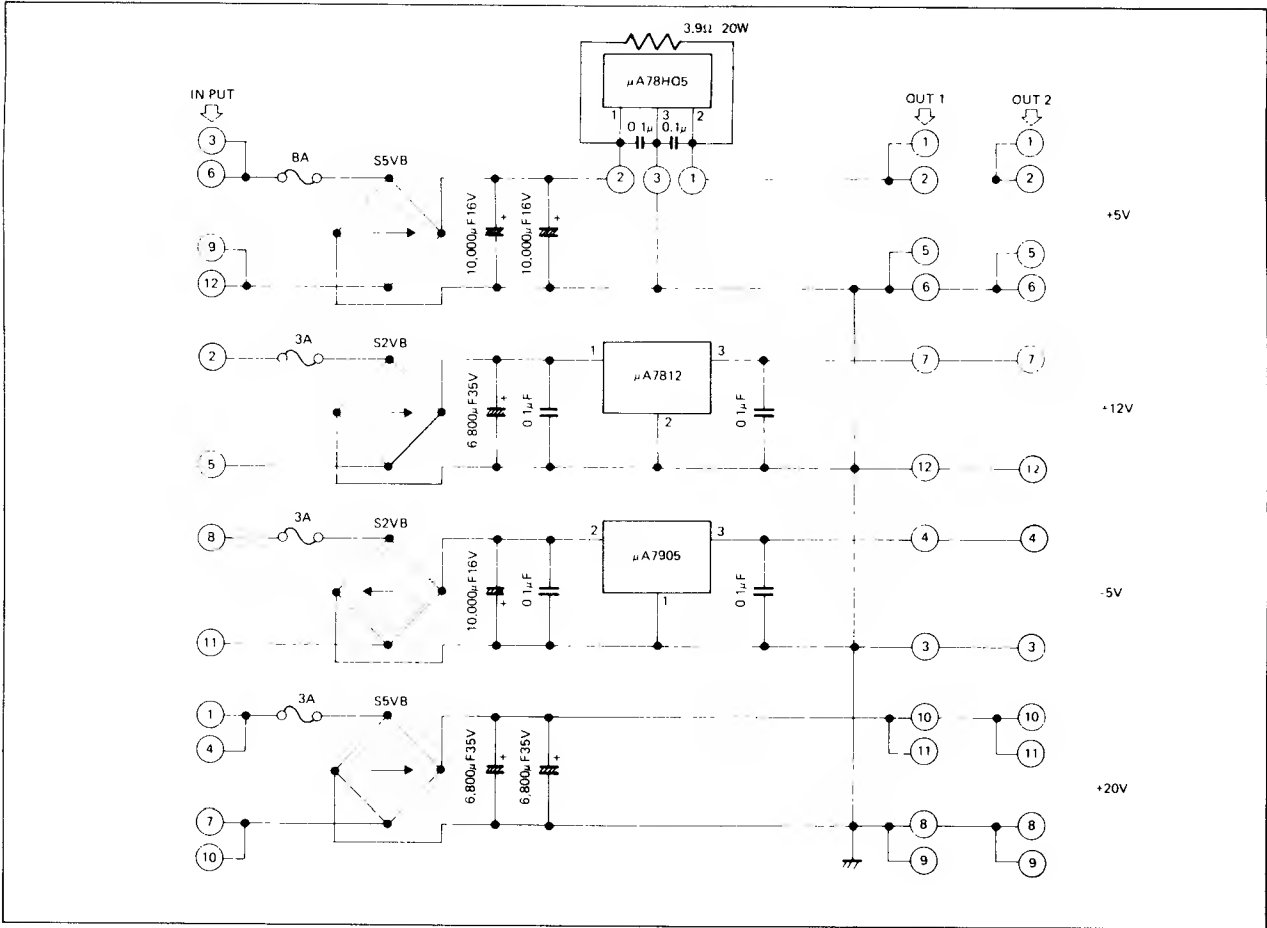 3.9Ω 20W
μA78H05
1 3 2
0 1μ 0.1μ
IN PUT
OUT 1
OUT 2
3
6
8A
S5VB
10,000μF16V
10,000μF16V
+
+
2 3 1
1
2
1
2
+5V
9
12
5
6
5
6
2
3A
S2VB
6 800μF35V
+
0 1μF
1
μA7812
3
2
0 1μF
7
7
+12V
5
12
12
8
3A
S2VB
10,000μF16V
+
0 1μF
2
μA7905
3
1
0 1μF
4
4
-5V
11
3
3
1
4
3A
S5VB
6,800μF35V
+
6,800μF35V
+
10
11
10
11
+20V
7
10
8
9
8
9